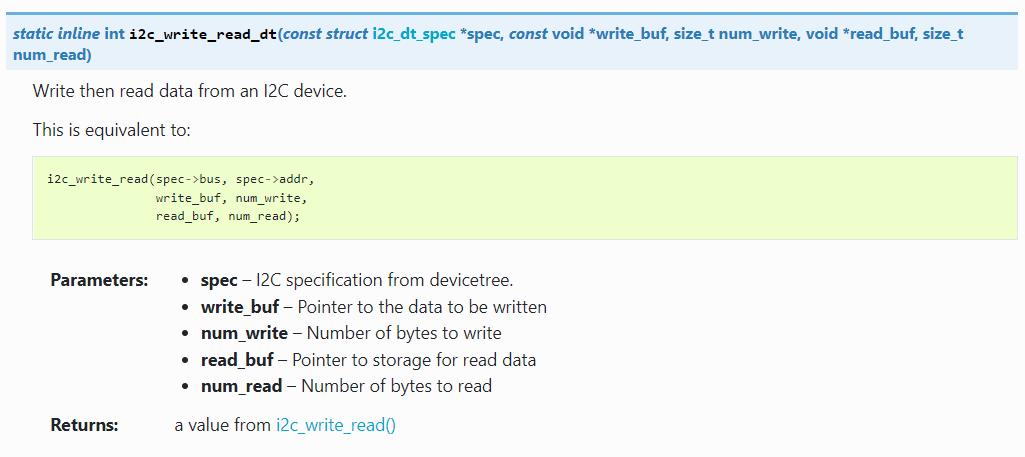 static inline int i2c_write_read_dt(const struct i2c_dt_spec *spec, const void *write_buf, size_t num_write, void *read_buf, size_t
num_read)
Write then read data from an I2C device.
This is equivalent to:
i2c_write_read(spec->bus, spec->addr,
               write_buf, num_write,
               read_buf, num_read);
Parameters:
• spec – I2C specification from devicetree.
• write_buf – Pointer to the data to be written
• num_write – Number of bytes to write
• read_buf – Pointer to storage for read data
• num_read – Number of bytes to read
Returns: a value from i2c_write_read()